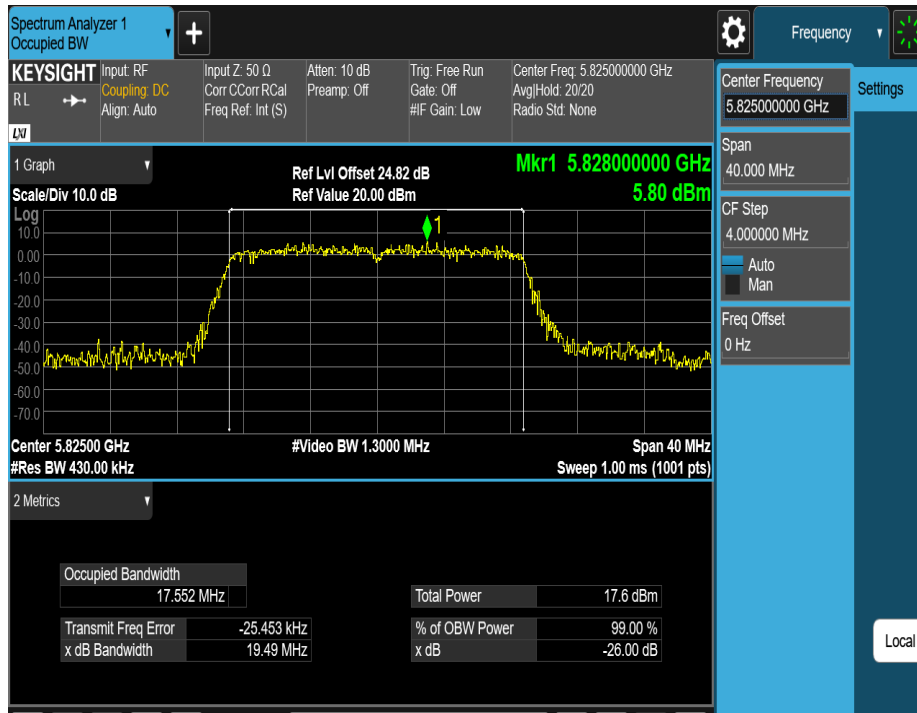 Spectrum Analyzer 1
Occupied BW
+
Frequency
KEYSIGHT
R L
LXI
Input: RF
Coupling: DC
Align: Auto
Input Z: 50 Ω
Corr CCorr RCal
Freq Ref: Int (S)
Atten: 10 dB
Preamp: Off
Trig: Free Run
Gate: Off
#IF Gain: Low
Center Freq: 5.825000000 GHz
Avg|Hold: 20/20
Radio Std: None
1 Graph
Scale/Div 10.0 dB
Ref Lvl Offset 24.82 dB
Ref Value 20.00 dBm
Mkr1 5.828000000 GHz
5.80 dBm
Log
10.0
0.00
-10.0
-20.0
-30.0
-40.0
-50.0
-60.0
-70.0
1
Center 5.82500 GHz
#Res BW 430.00 kHz
#Video BW 1.3000 MHz
Span 40 MHz
Sweep 1.00 ms (1001 pts)
2 Metrics
Occupied Bandwidth
17.552 MHz
Total Power 17.6 dBm
Transmit Freq Error -25.453 kHz
% of OBW Power 99.00 %
x dB Bandwidth 19.49 MHz
x dB -26.00 dB
Center Frequency
5.825000000 GHz
Span
40.000 MHz
CF Step
4.000000 MHz
Auto
Man
Freq Offset
0 Hz
Settings
Local